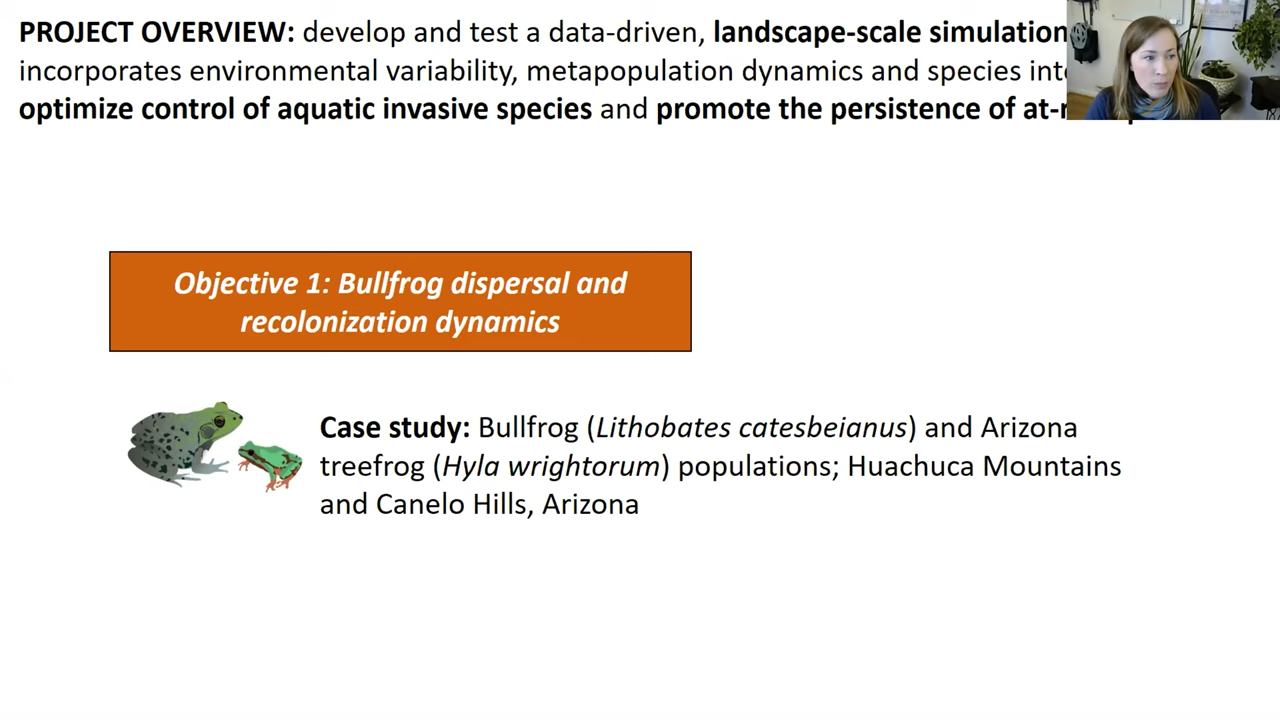 PROJECT OVERVIEW: develop and test a data-driven, landscape-scale simulation
incorporates environmental variability, metapopulation dynamics and species
optimize control of aquatic invasive species and promote the persistence of
Objective 1: Bullfrog dispersal and
recolonization dynamics
Case study: Bullfrog (Lithobates catesbeianus) and Arizona
treefrog (Hyla wrightorum) populations; Huachuca Mountains
and Canelo Hills, Arizona